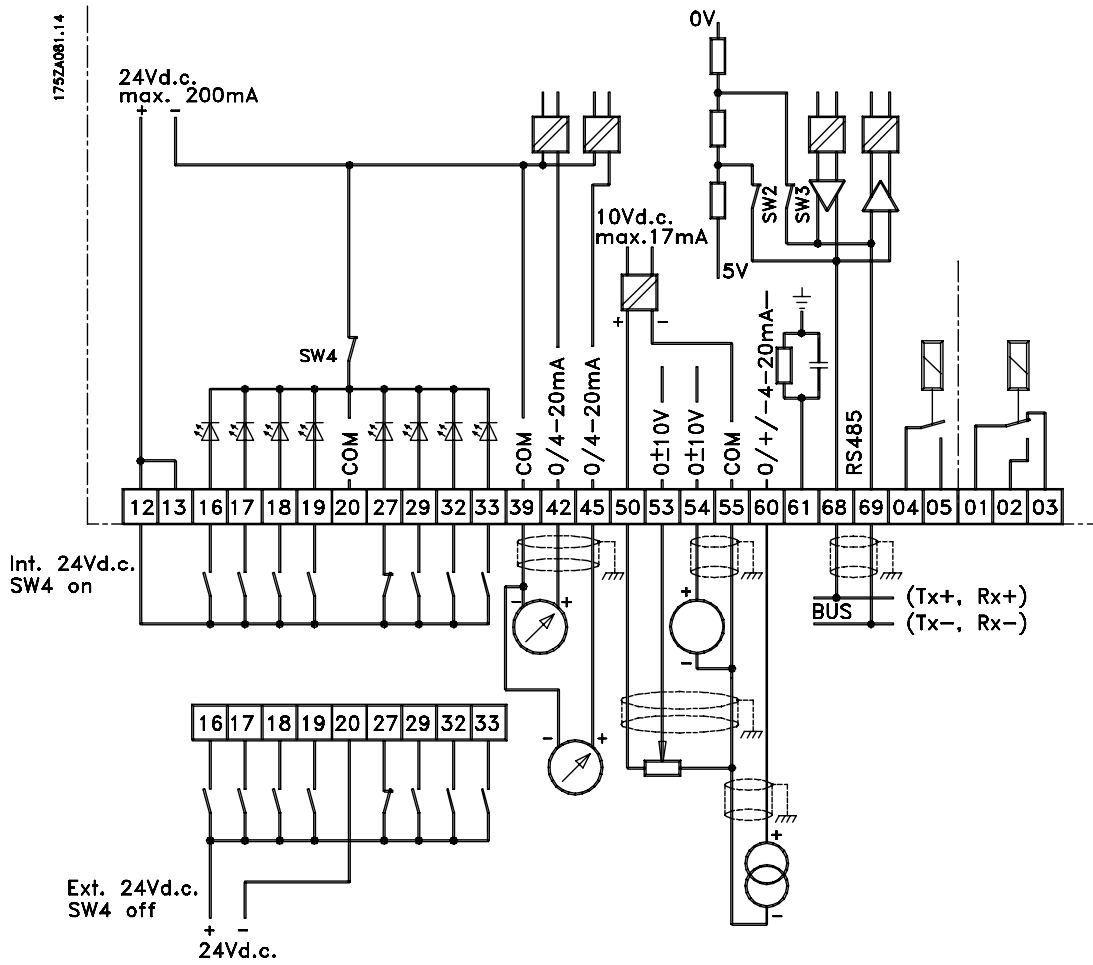 175ZA081.14
24Vd.c.
max. 200mA
+ -
0V
5V
SW2
SW3
10Vd.c.
max.17mA
+ -
SW4
COM
COM
0/4-20mA
0/4-20mA
0±10V
0±10V
COM
0/+/-4-20mA
RS485
12 13 16 17 18 19 20 27 29 32 33 39 42 45 50 53 54 55 60 61 68 69 04 05 01 02 03
Int. 24Vd.c.
SW4 on
- +
- +
+
-
+
-
BUS
(Tx+, Rx+)
(Tx-, Rx-)
16 17 18 19 20 27 29 32 33
Ext. 24Vd.c.
SW4 off
+ -
24Vd.c.